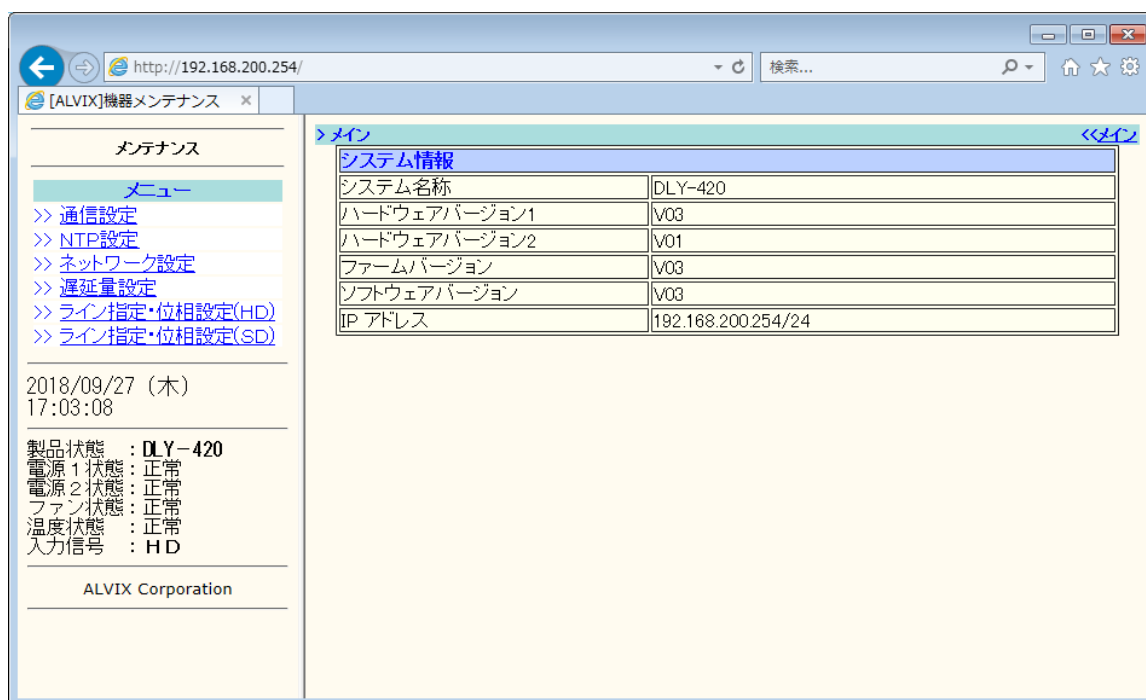 http://192.168.200.254/
検索...
[ALVIX]機器メンテナンス
メンテナンス
メニュー
>> 通信設定
>> NTP設定
>> ネットワーク設定
>> 遅延量設定
>> ライン指定・位相設定(HD)
>> ライン指定・位相設定(SD)
2018/09/27 (木)
17:03:08
製品状態 :DLY-420
電源1状態:正常
電源2状態:正常
ファン状態:正常
温度状態 :正常
入力信号 :HD
ALVIX Corporation
> メイン <<メイン
システム情報
システム名称 DLY-420
ハードウェアバージョン1 V03
ハードウェアバージョン2 V01
ファームバージョン V03
ソフトウェアバージョン V03
IP アドレス 192.168.200.254/24